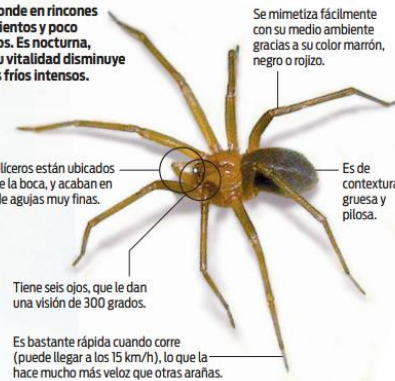 onde en rincones
ientos y poco
os. Es nocturna,
u vitalidad disminuye
s fríos intensos.
Se mimetiza fácilmente
con su medio ambiente
gracias a su color marrón,
negro o rojizo.
líceros están ubicados
e la boca, y acaban en
de agujas muy finas.
Es de
contextura
gruesa y
pilosa.
Tiene seis ojos, que le dan
una visión de 300 grados.
Es bastante rápida cuando corre
(puede llegar a los 15 km/h), lo que la
hace mucho más veloz que otras arañas.